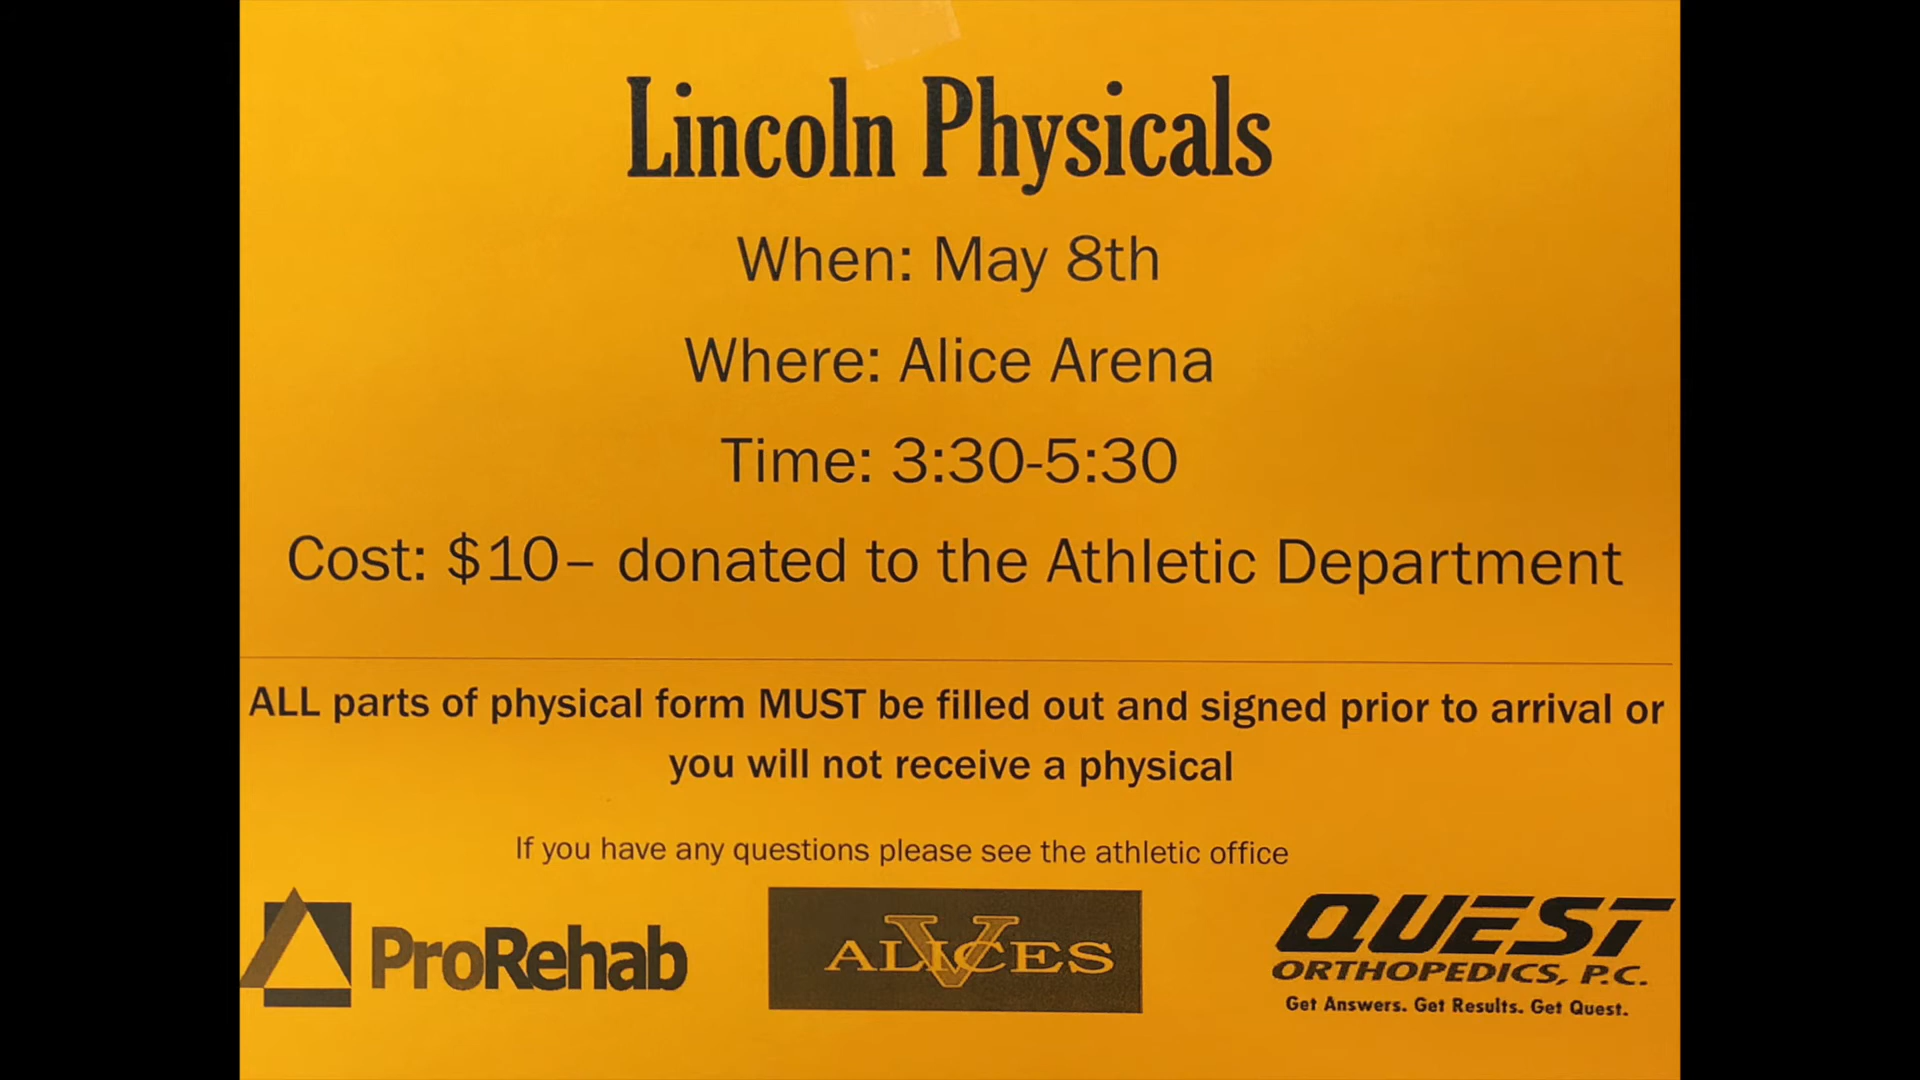 Lincoln Physicals
When: May 8th
Where: Alice Arena
Time: 3:30-5:30
Cost: $10– donated to the Athletic Department
ALL parts of physical form MUST be filled out and signed prior to arrival or
you will not receive a physical
If you have any questions please see the athletic office
ProRehab
V
ALICES
QUEST
ORTHOPEDICS, P.C.
Get Answers. Get Results. Get Quest.